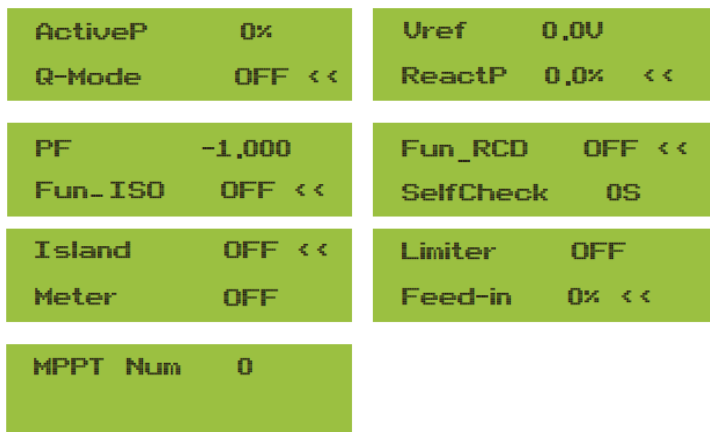 ActiveP 0%
Q-Mode OFF <<
Vref 0.0V
ReactP 0.0% <<
PF -1.000
Fun_ISO OFF <<
Fun_RCD OFF <<
SelfCheck 0S
Island OFF <<
Meter OFF
Limiter OFF
Feed-in 0% <<
MPPT Num 0